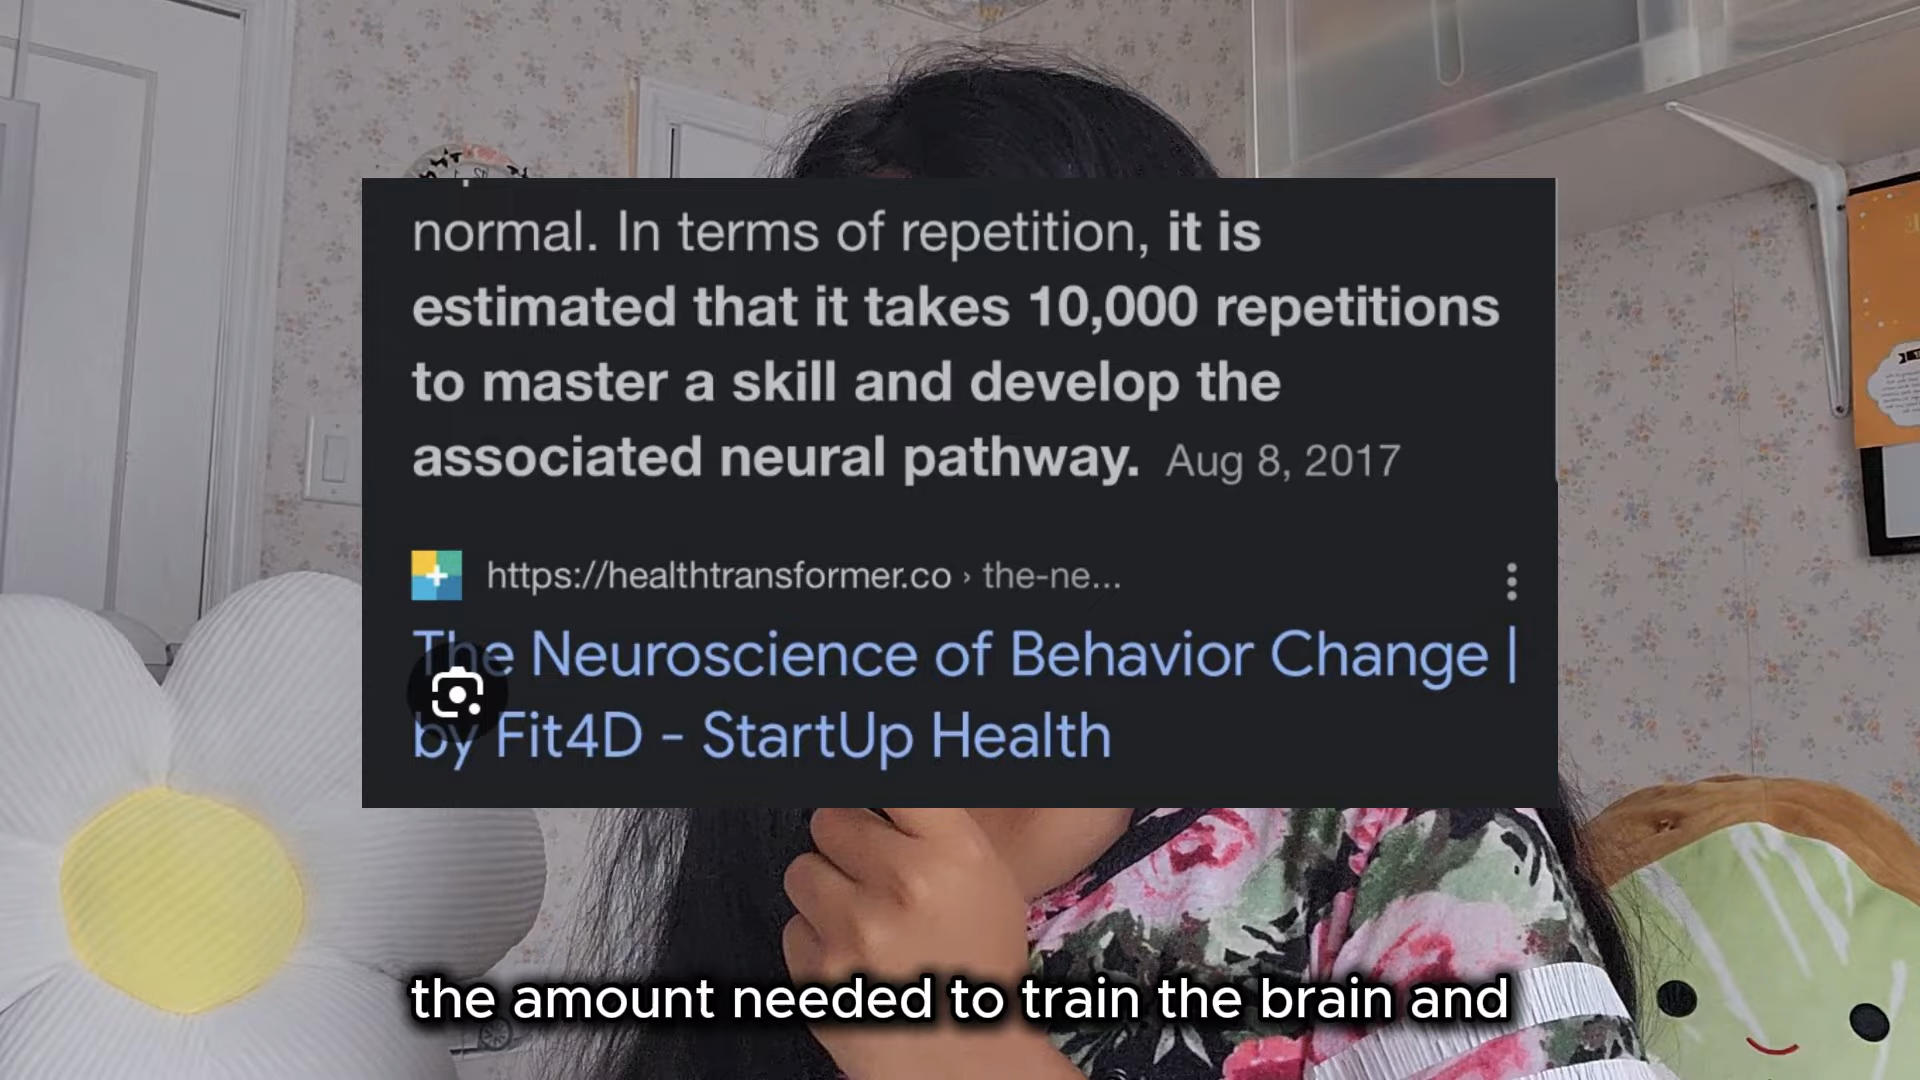 normal. In terms of repetition, it is
estimated that it takes 10,000 repetitions
to master a skill and develop the
associated neural pathway. Aug 8, 2017
https://healthtransformer.co › the-ne...
The Neuroscience of Behavior Change |
by Fit4D - StartUp Health
the amount needed to train the brain and